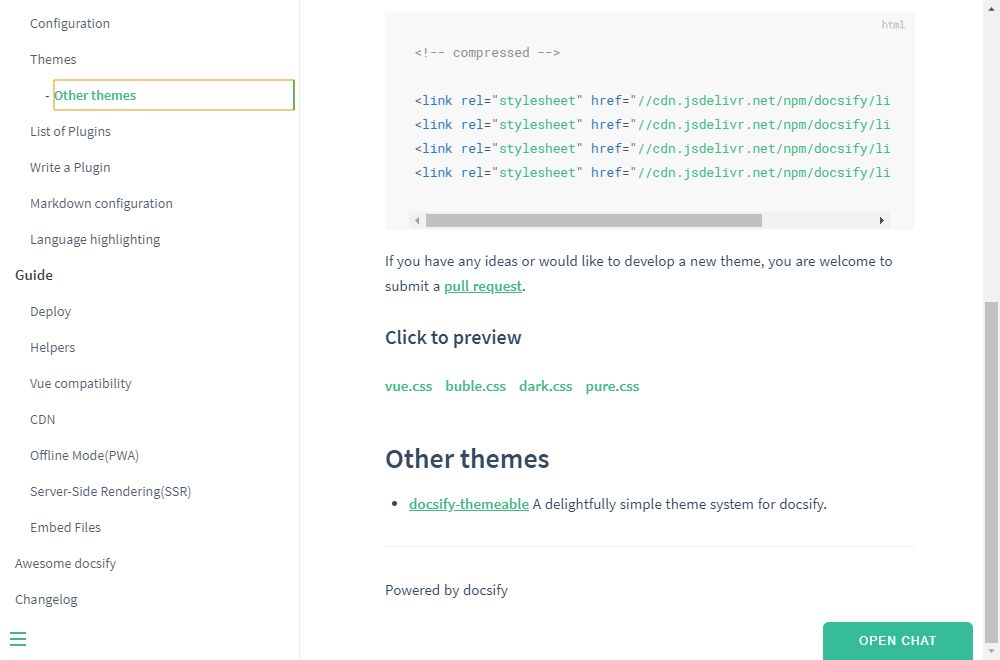 Configuration
Themes
- Other themes
List of Plugins
Write a Plugin
Markdown configuration
Language highlighting
Guide
Deploy
Helpers
Vue compatibility
CDN
Offline Mode(PWA)
Server-Side Rendering(SSR)
Embed Files
Awesome docsify
Changelog
html
<!-- compressed -->
<link rel="stylesheet" href="//cdn.jsdelivr.net/npm/docsify/li
<link rel="stylesheet" href="//cdn.jsdelivr.net/npm/docsify/li
<link rel="stylesheet" href="//cdn.jsdelivr.net/npm/docsify/li
<link rel="stylesheet" href="//cdn.jsdelivr.net/npm/docsify/li
If you have any ideas or would like to develop a new theme, you are welcome to
submit a pull request.
Click to preview
vue.css buble.css dark.css pure.css
Other themes
• docsify-themeable A delightfully simple theme system for docsify.
Powered by docsify
OPEN CHAT